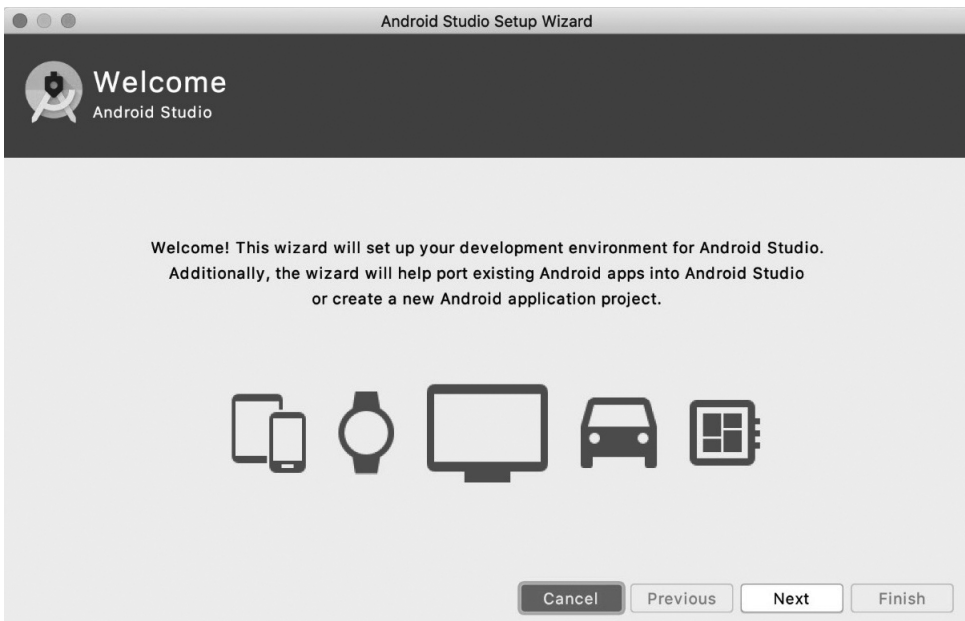 Android Studio Setup Wizard
Welcome
Android Studio
Welcome! This wizard will set up your development environment for Android Studio.
Additionally, the wizard will help port existing Android apps into Android Studio
or create a new Android application project.
Cancel Previous Next Finish